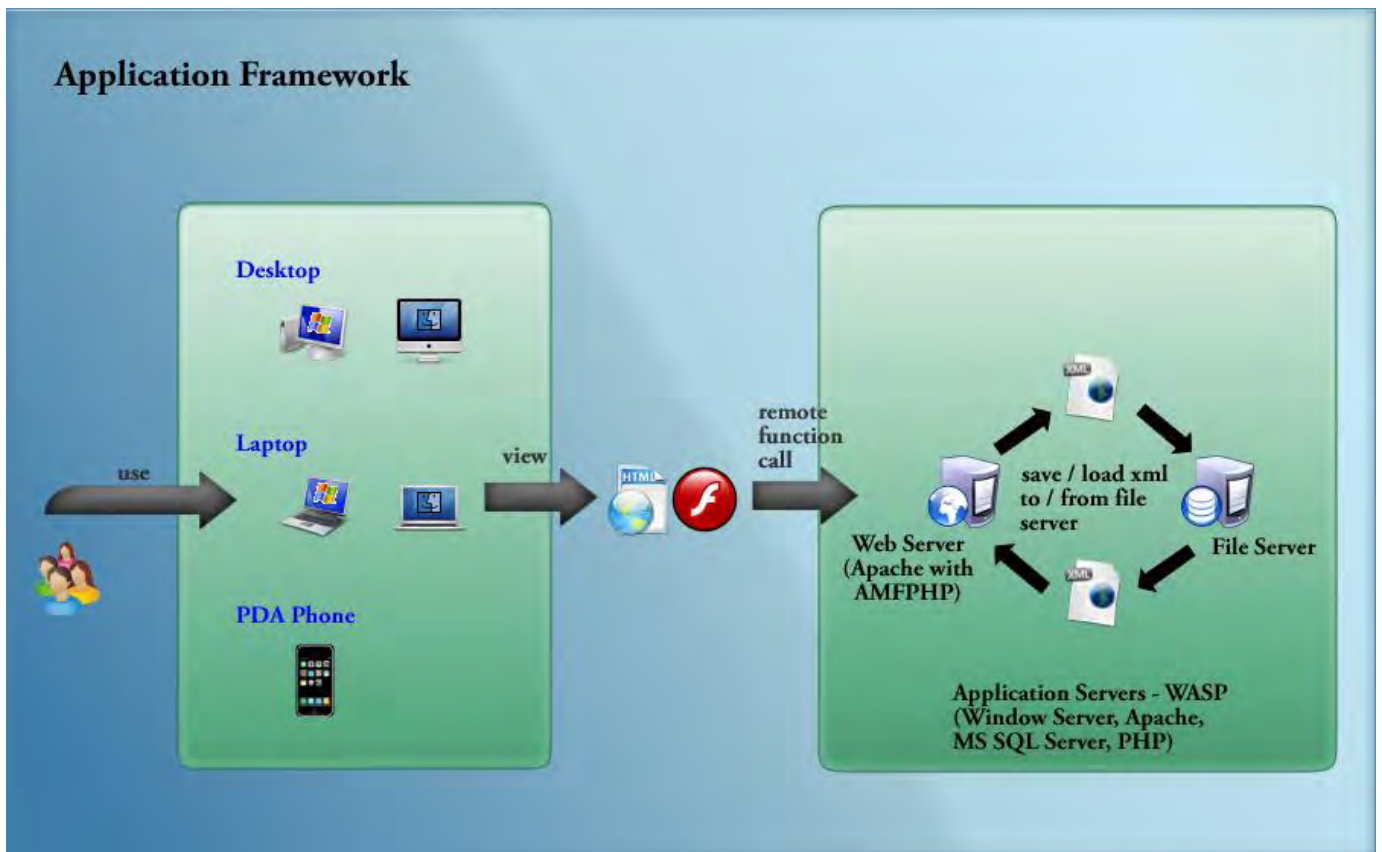 Application Framework
Desktop
Laptop
PDA Phone
use
view
HTML
remote
function
call
XML
save / load xml
to / from file
server
Web Server
(Apache with
AMFPHP)
File Server
XML
Application Servers - WASP
(Window Server, Apache,
MS SQL Server, PHP)